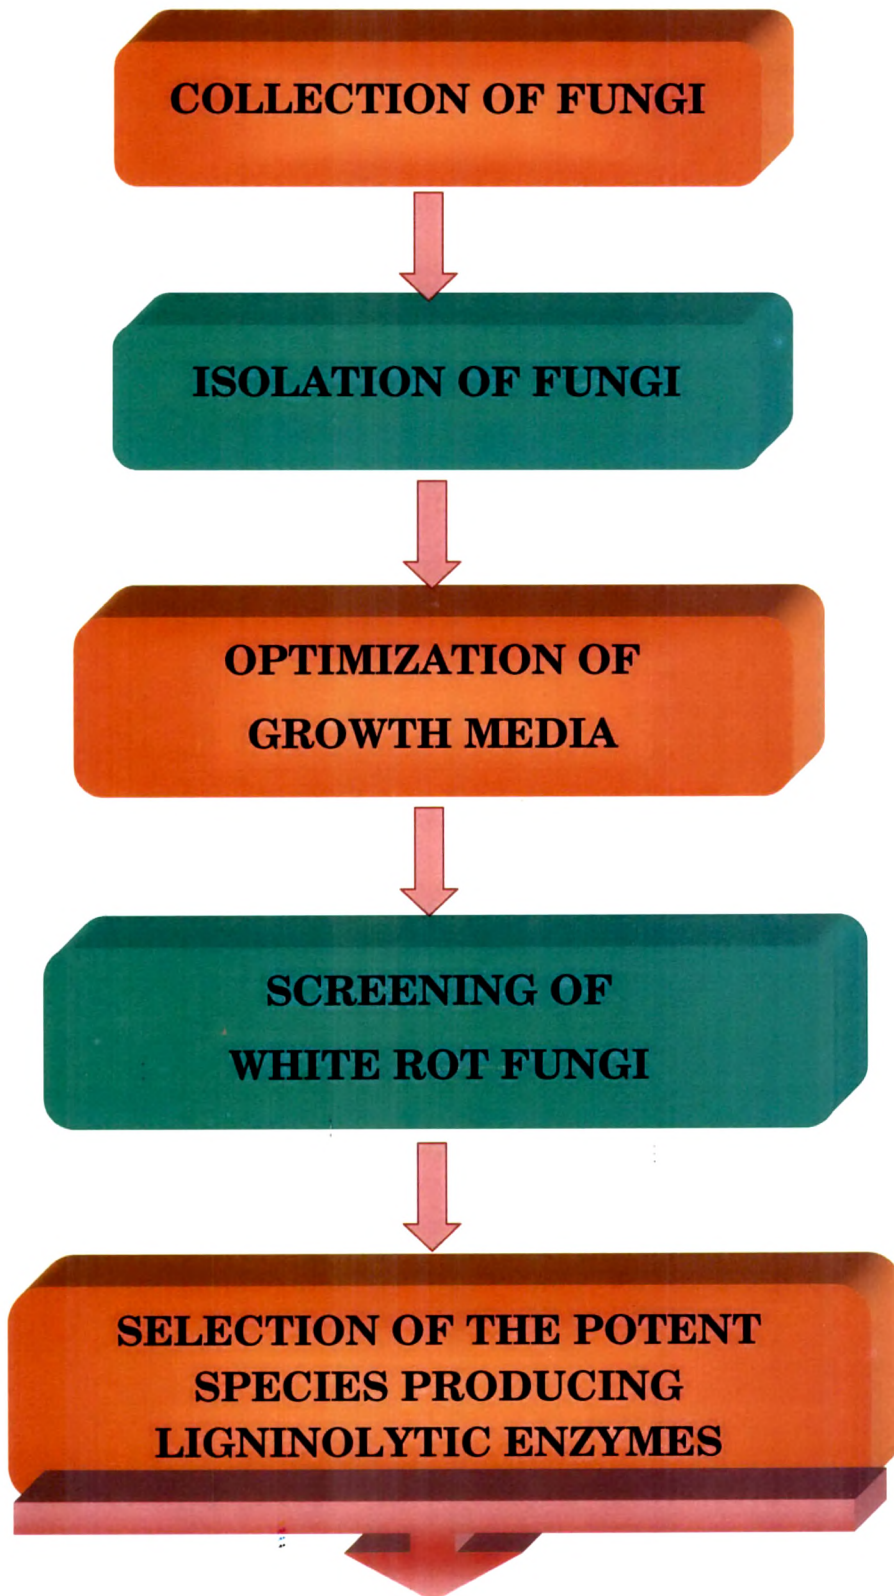 COLLECTION OF FUNGI
ISOLATION OF FUNGI
OPTIMIZATION OF
GROWTH MEDIA
SCREENING OF
WHITE ROT FUNGI
SELECTION OF THE POTENT
SPECIES PRODUCING
LIGNINOLYTIC ENZYMES